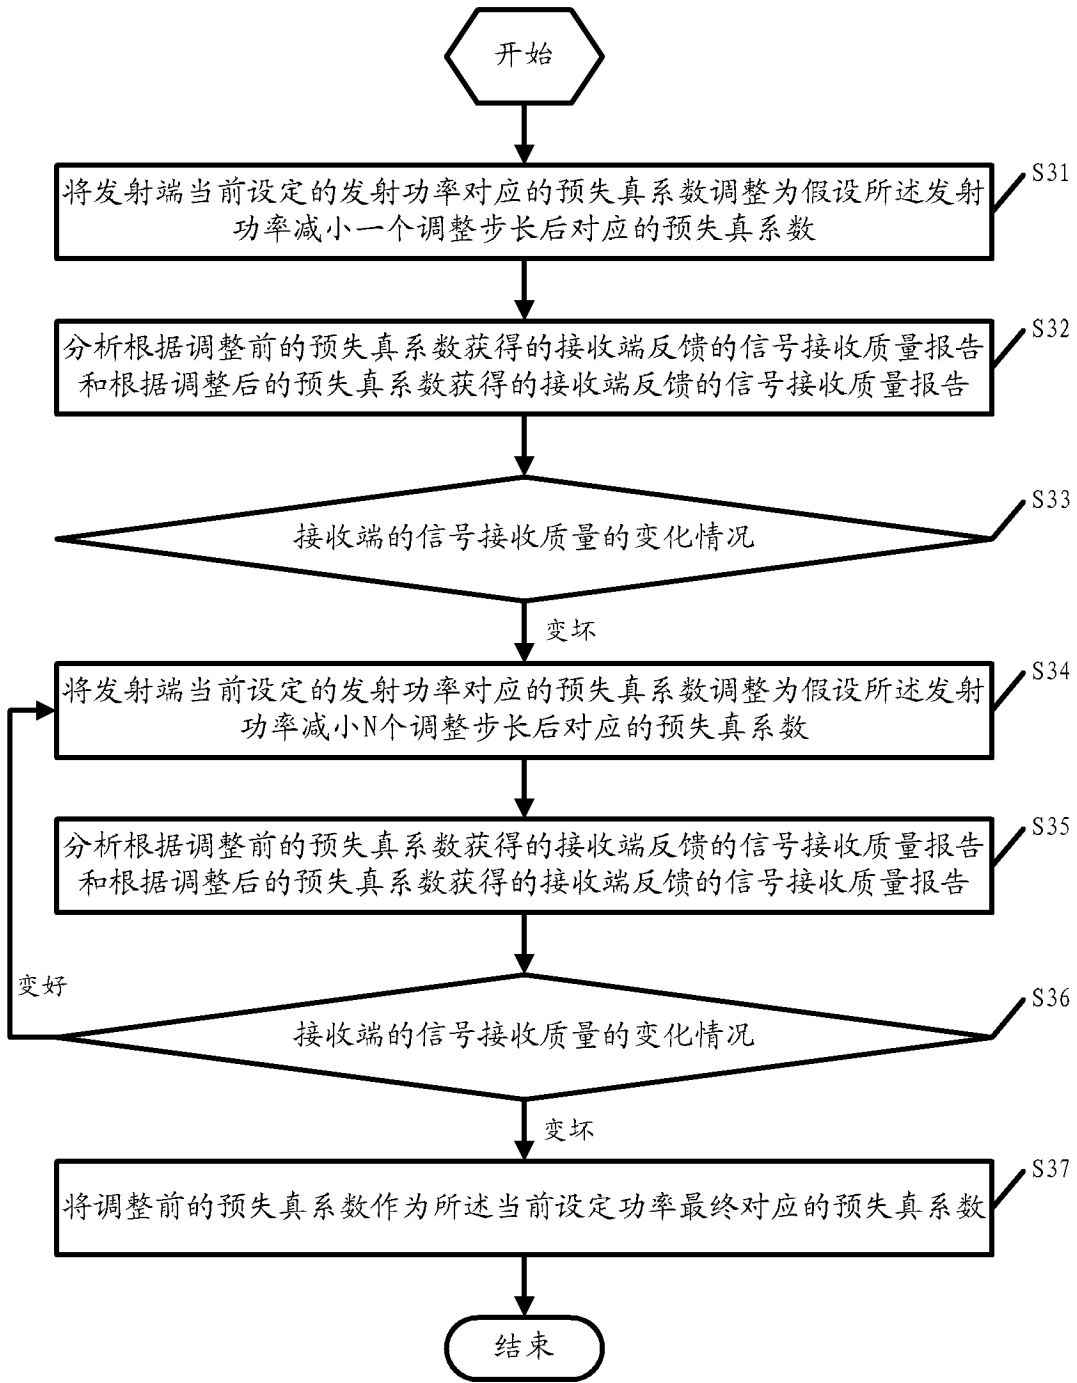 开始
将发射端当前设定的发射功率对应的预失真系数调整为假设所述发射
功率减小一个调整步长后对应的预失真系数
S31
分析根据调整前的预失真系数获得的接收端反馈的信号接收质量报告
和根据调整后的预失真系数获得的接收端反馈的信号接收质量报告
S32
接收端的信号接收质量的变化情况
S33
变坏
将发射端当前设定的发射功率对应的预失真系数调整为假设所述发射
功率减小N个调整步长后对应的预失真系数
S34
分析根据调整前的预失真系数获得的接收端反馈的信号接收质量报告
和根据调整后的预失真系数获得的接收端反馈的信号接收质量报告
S35
变好
接收端的信号接收质量的变化情况
S36
变坏
将调整前的预失真系数作为所述当前设定功率最终对应的预失真系数
S37
结束